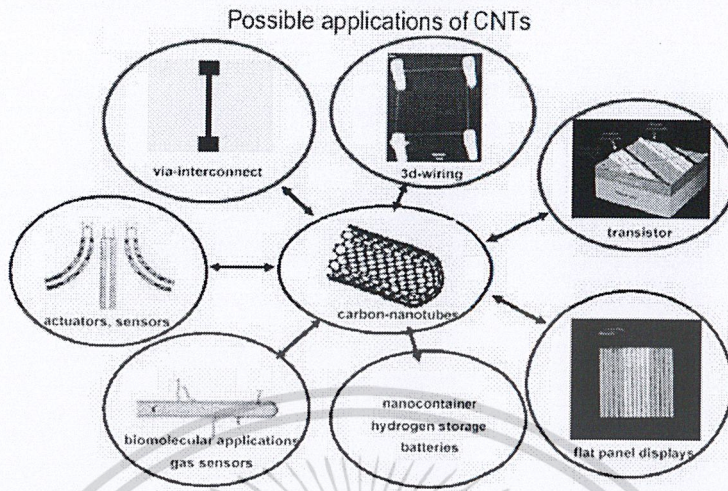 Possible applications of CNTs
via-interconnect
3d-wiring
transistor
actuators, sensors
carbon-nanotubes
biomolecular applications
gas sensors
nanocontainer
hydrogen storage
batteries
flat panel displays